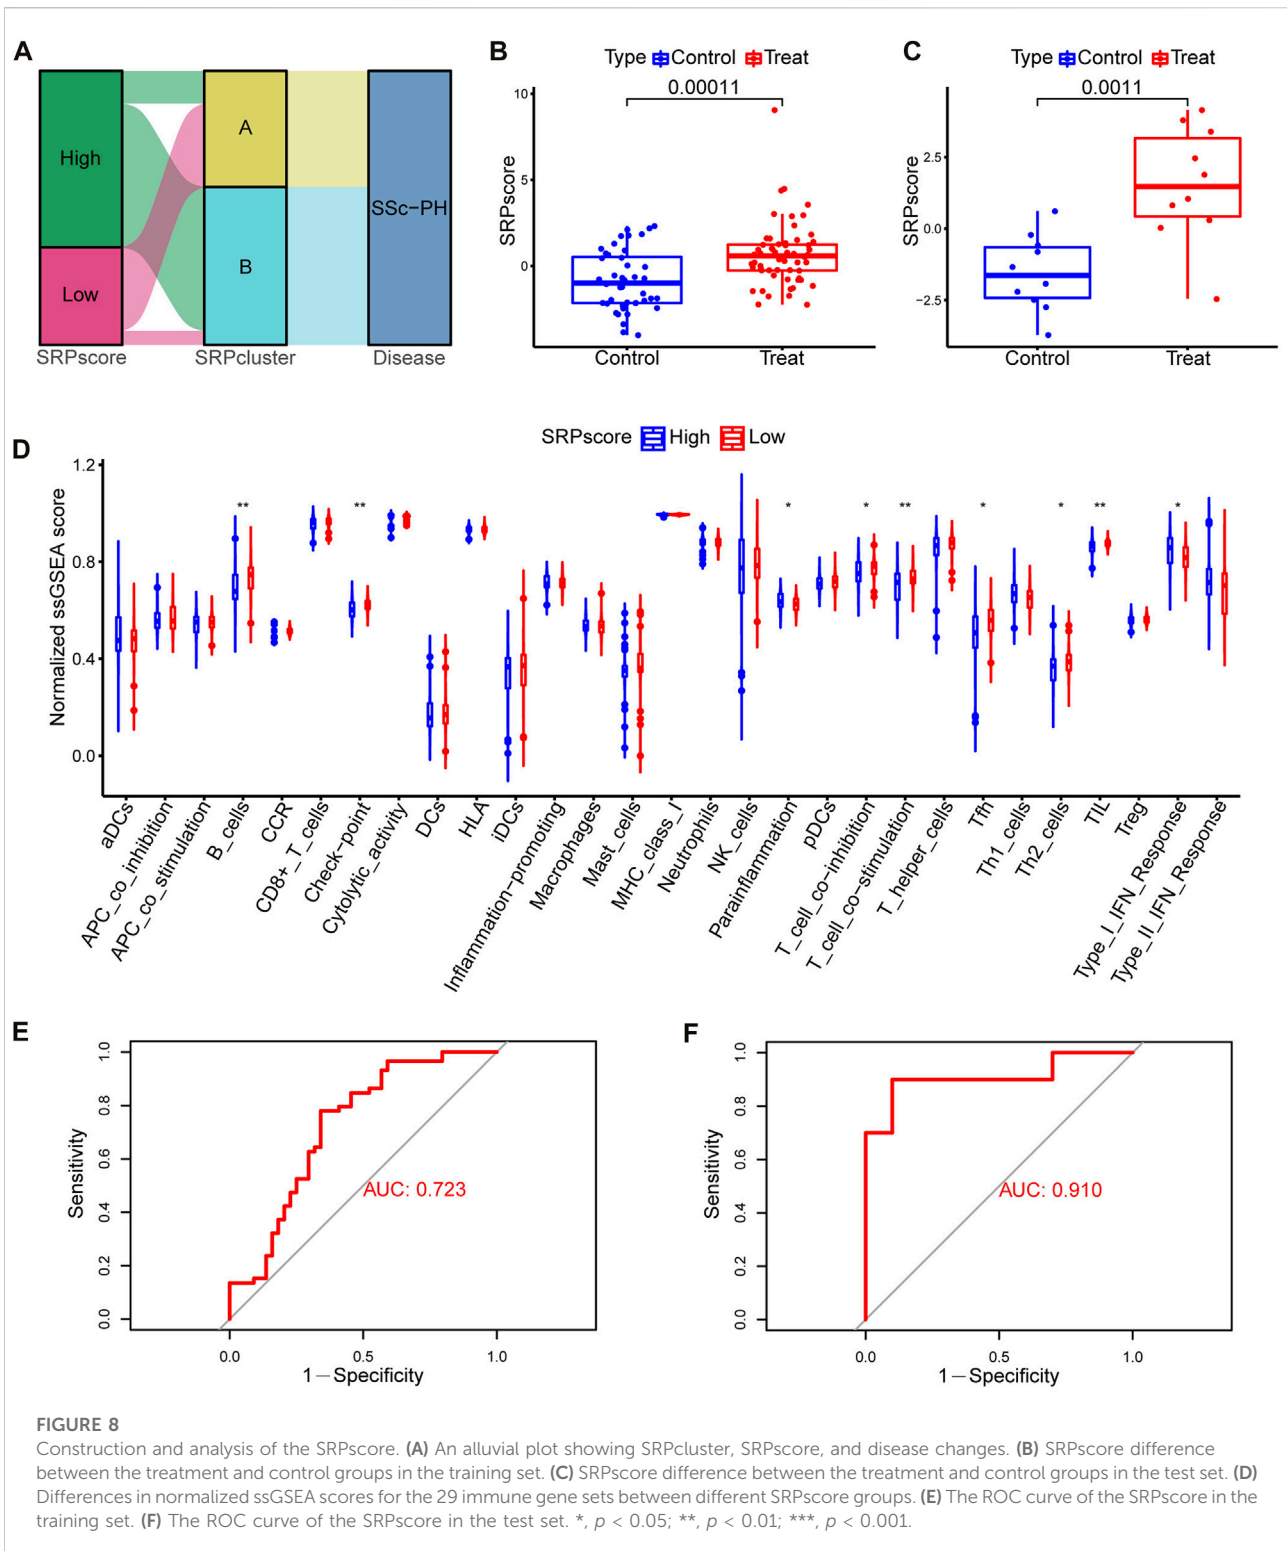 A
High
Low
A
B
SSc−PH
SRPscore
SRPcluster
Disease
B
Type Control Treat
0.00011
SRPscore
10
5
0
Control
Treat
C
Type Control Treat
0.0011
SRPscore
2.5
0.0
−2.5
Control
Treat
D
SRPscore High Low
Normalized ssGSEA score
1.2
0.8
0.4
0.0
** ** * * ** * * ** *
aDCs
APC_co_inhibition
APC_co_stimulation
B_cells
CCR
CD8+_T_cells
Check−point
Cytolytic_activity
DCs
HLA
iDCs
Inflammation−promoting
Macrophages
Mast_cells
MHC_class_I
Neutrophils
NK_cells
Parainflammation
pDCs
T_cell_co−inhibition
T_cell_co−stimulation
T_helper_cells
Tfh
Th1_cells
Th2_cells
TIL
Treg
Type_I_IFN_Response
Type_II_IFN_Response
E
Sensitivity
1.0
0.8
0.6
0.4
0.2
0.0
AUC: 0.723
0.0 0.5 1.0
1−Specificity
F
Sensitivity
1.0
0.8
0.6
0.4
0.2
0.0
AUC: 0.910
0.0 0.5 1.0
1−Specificity
FIGURE 8
Construction and analysis of the SRPscore. (A) An alluvial plot showing SRPcluster, SRPscore, and disease changes. (B) SRPscore difference
between the treatment and control groups in the training set. (C) SRPscore difference between the treatment and control groups in the test set. (D)
Differences in normalized ssGSEA scores for the 29 immune gene sets between different SRPscore groups. (E) The ROC curve of the SRPscore in the
training set. (F) The ROC curve of the SRPscore in the test set. *, p < 0.05; **, p < 0.01; ***, p < 0.001.